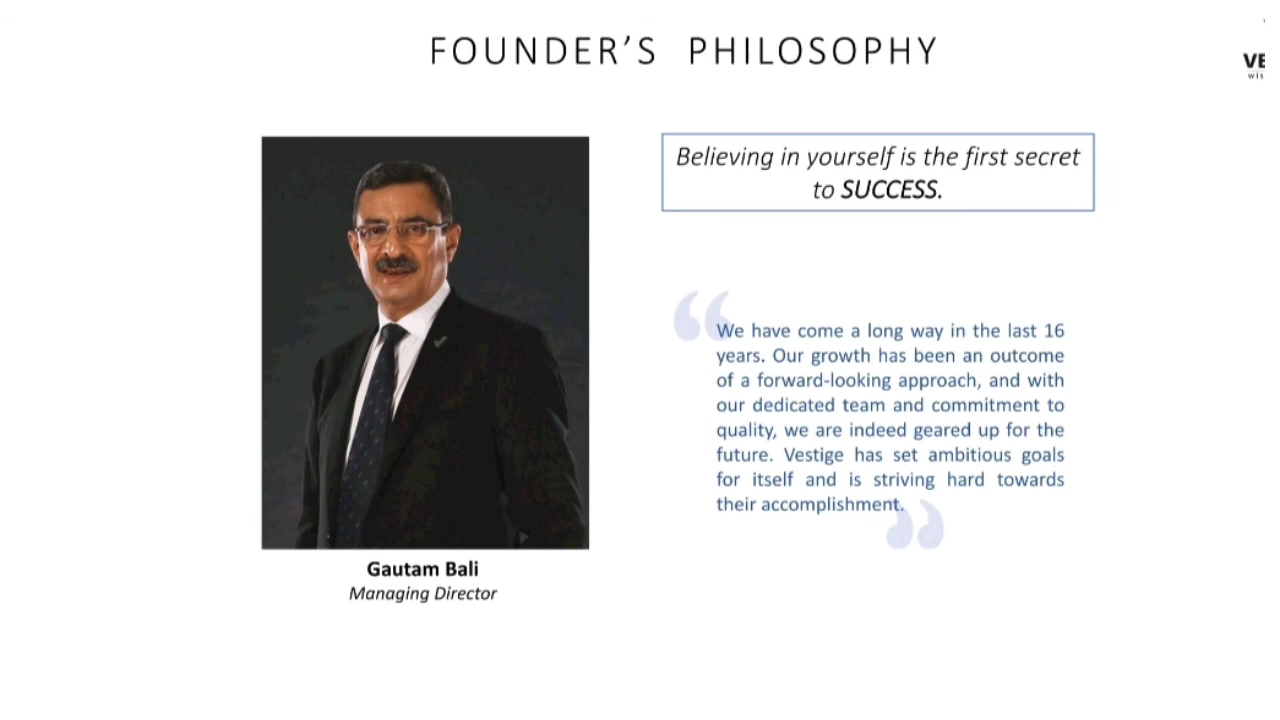 FOUNDER’S PHILOSOPHY
VE
wis
Believing in yourself is the first secret
to SUCCESS.
“
We have come a long way in the last 16
years. Our growth has been an outcome
of a forward-looking approach, and with
our dedicated team and commitment to
quality, we are indeed geared up for the
future. Vestige has set ambitious goals
for itself and is striving hard towards
their accomplishment.
”
Gautam Bali
Managing Director